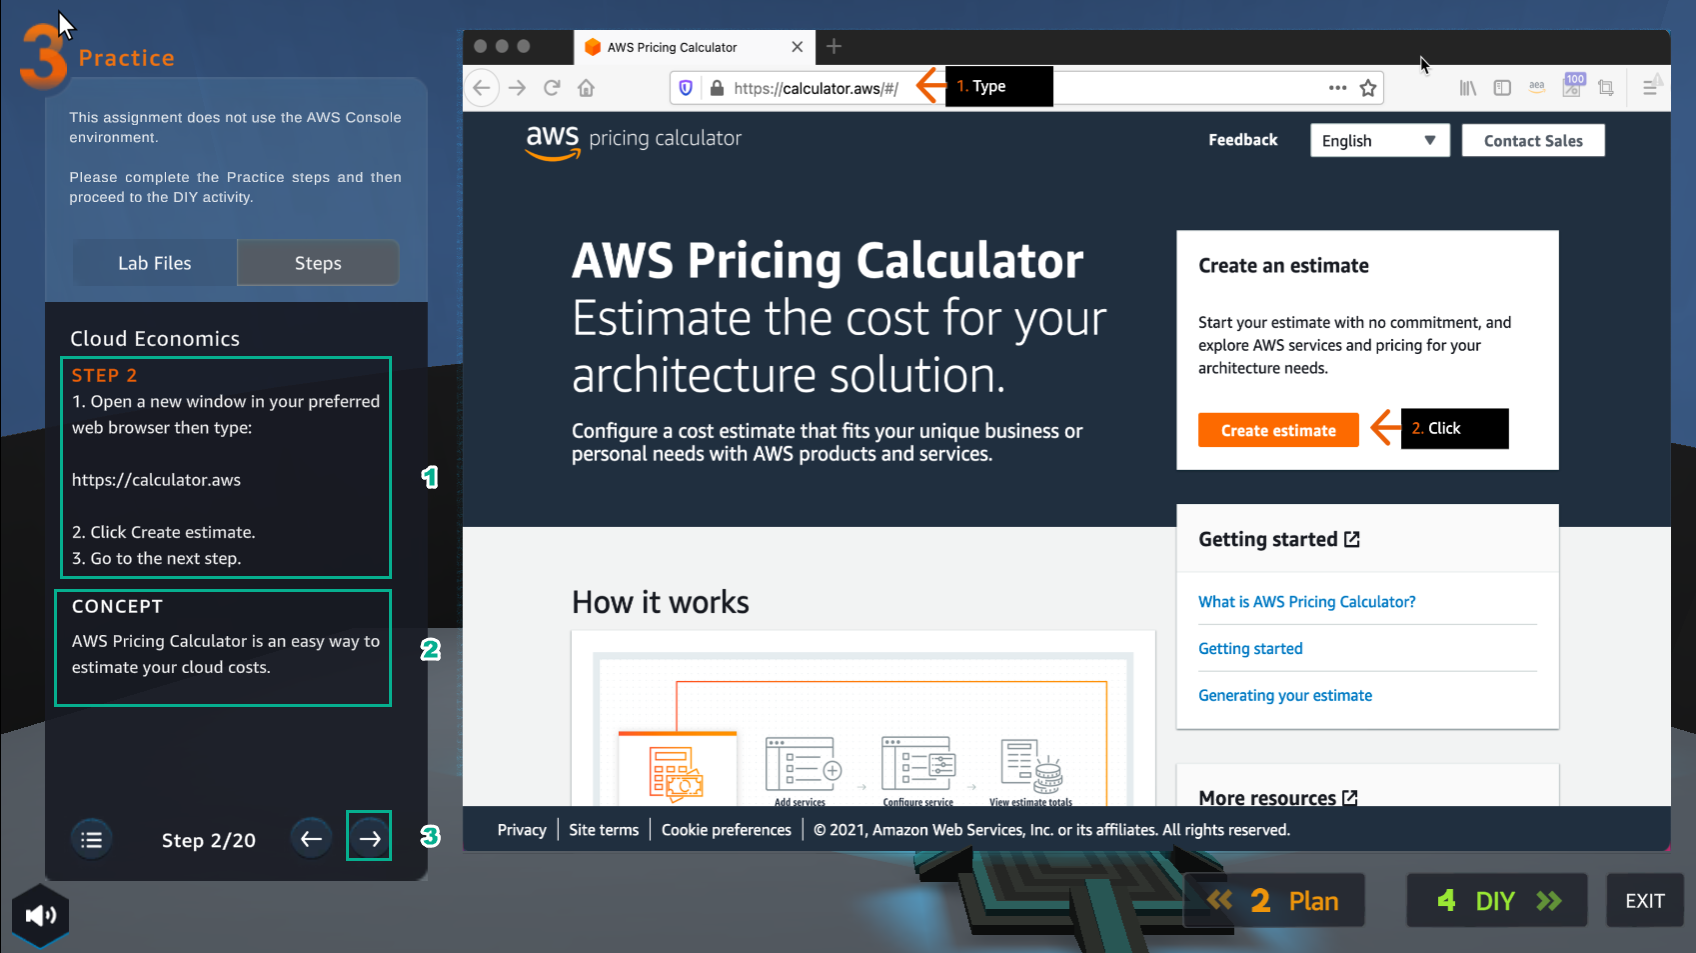 3 Practice
This assignment does not use the AWS Console
environment.
Please complete the Practice steps and then
proceed to the DIY activity.
Lab Files
Steps
Cloud Economics
STEP 2
1. Open a new window in your preferred
web browser then type:
https://calculator.aws
2. Click Create estimate.
3. Go to the next step.
1
CONCEPT
AWS Pricing Calculator is an easy way to
estimate your cloud costs.
2
Step 2/20
3
AWS Pricing Calculator
https://calculator.aws/#/
1. Type
aea
100
aws pricing calculator
Feedback
English
Contact Sales
AWS Pricing Calculator
Estimate the cost for your
architecture solution.
Configure a cost estimate that fits your unique business or
personal needs with AWS products and services.
Create an estimate
Start your estimate with no commitment, and
explore AWS services and pricing for your
architecture needs.
Create estimate
2. Click
Getting started
What is AWS Pricing Calculator?
Getting started
Generating your estimate
How it works
Add services
Configure service
View estimate totals
More resources
Privacy
Site terms
Cookie preferences
© 2021, Amazon Web Services, Inc. or its affiliates. All rights reserved.
2 Plan
4 DIY
EXIT